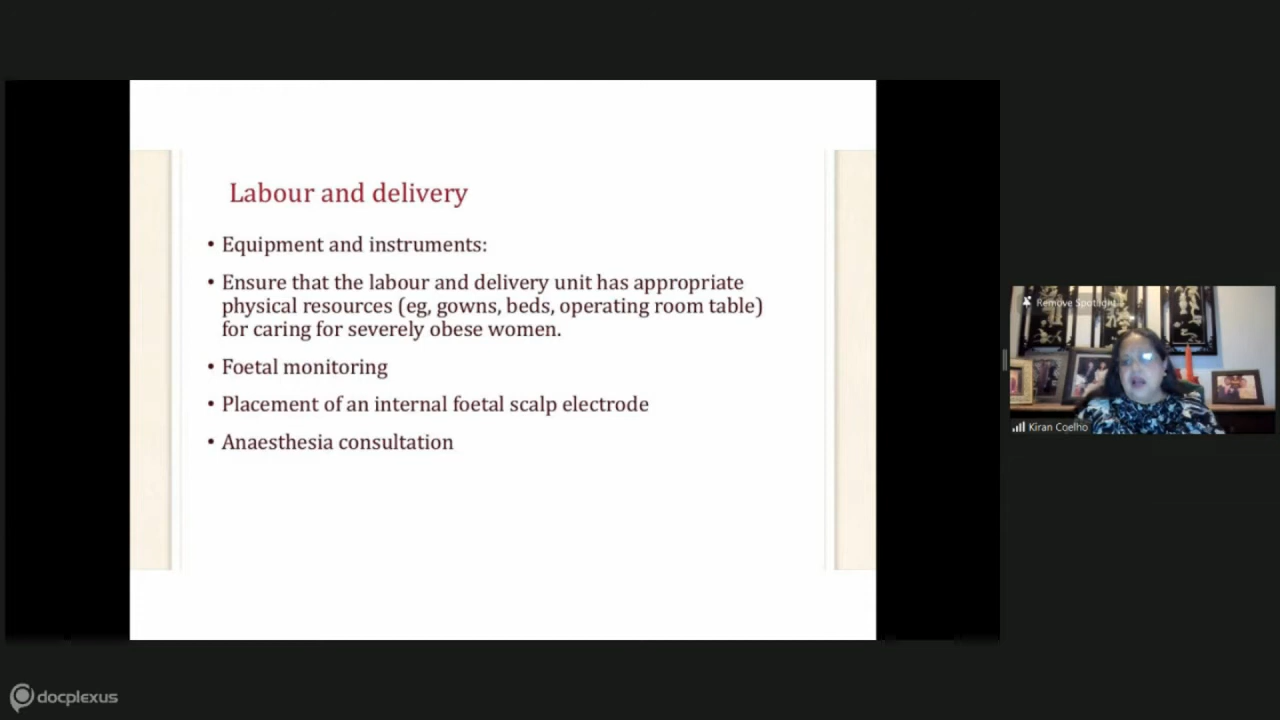 Labour and delivery
• Equipment and instruments:
• Ensure that the labour and delivery unit has appropriate
physical resources (eg, gowns, beds, operating room table)
for caring for severely obese women.
• Foetal monitoring
• Placement of an internal foetal scalp electrode
• Anaesthesia consultation
Remove Spotlight
Kiran Coelho
docplexus